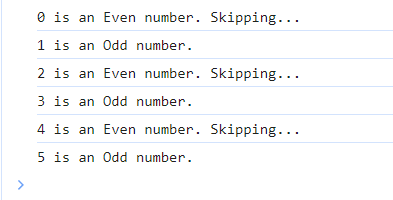 0 is an Even number. Skipping...
1 is an Odd number.
2 is an Even number. Skipping...
3 is an Odd number.
4 is an Even number. Skipping...
5 is an Odd number.
>